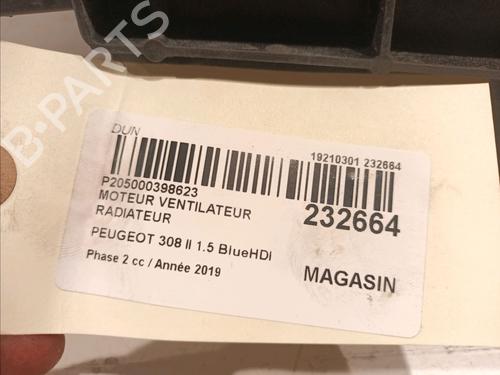 B-PARTS
DUN
19210301 232664
P205000398623
MOTEUR VENTILATEUR
RADIATEUR
232664
PEUGEOT 308 II 1.5 BlueHDI
Phase 2 cc / Année 2019
MAGASIN